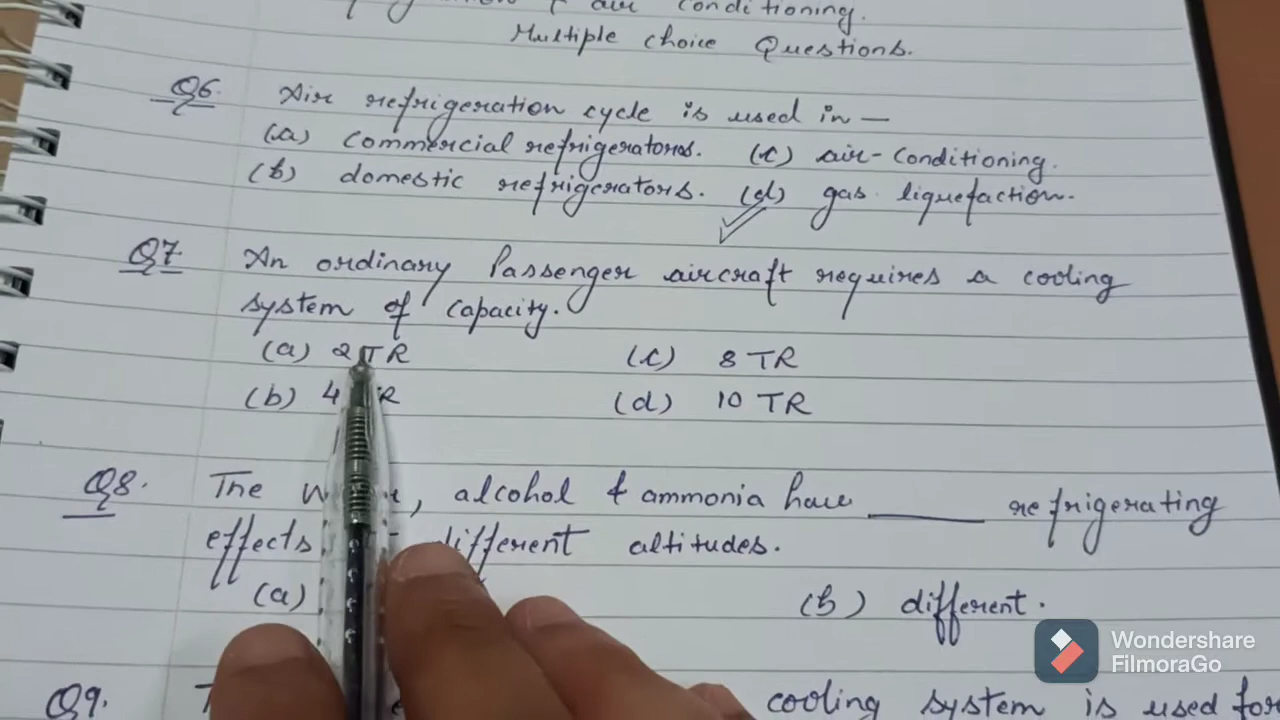 air conditioning.
Multiple choice Questions.
Q6. Air refrigeration cycle is used in —
(a) commercial refrigerators. (c) air-conditioning.
(b) domestic refrigerators. (d) gas liquefaction.
Q7 An ordinary Passenger aircraft requires a cooling
system of capacity.
(a) 2 TR (c) 8 TR
(b) 4 TR (d) 10 TR
Q8. The , alcohol & ammonia have ______ refrigerating
effects different altitudes.
(a) (b) different.
Q9. cooling system is used for
Wondershare
FilmoraGo